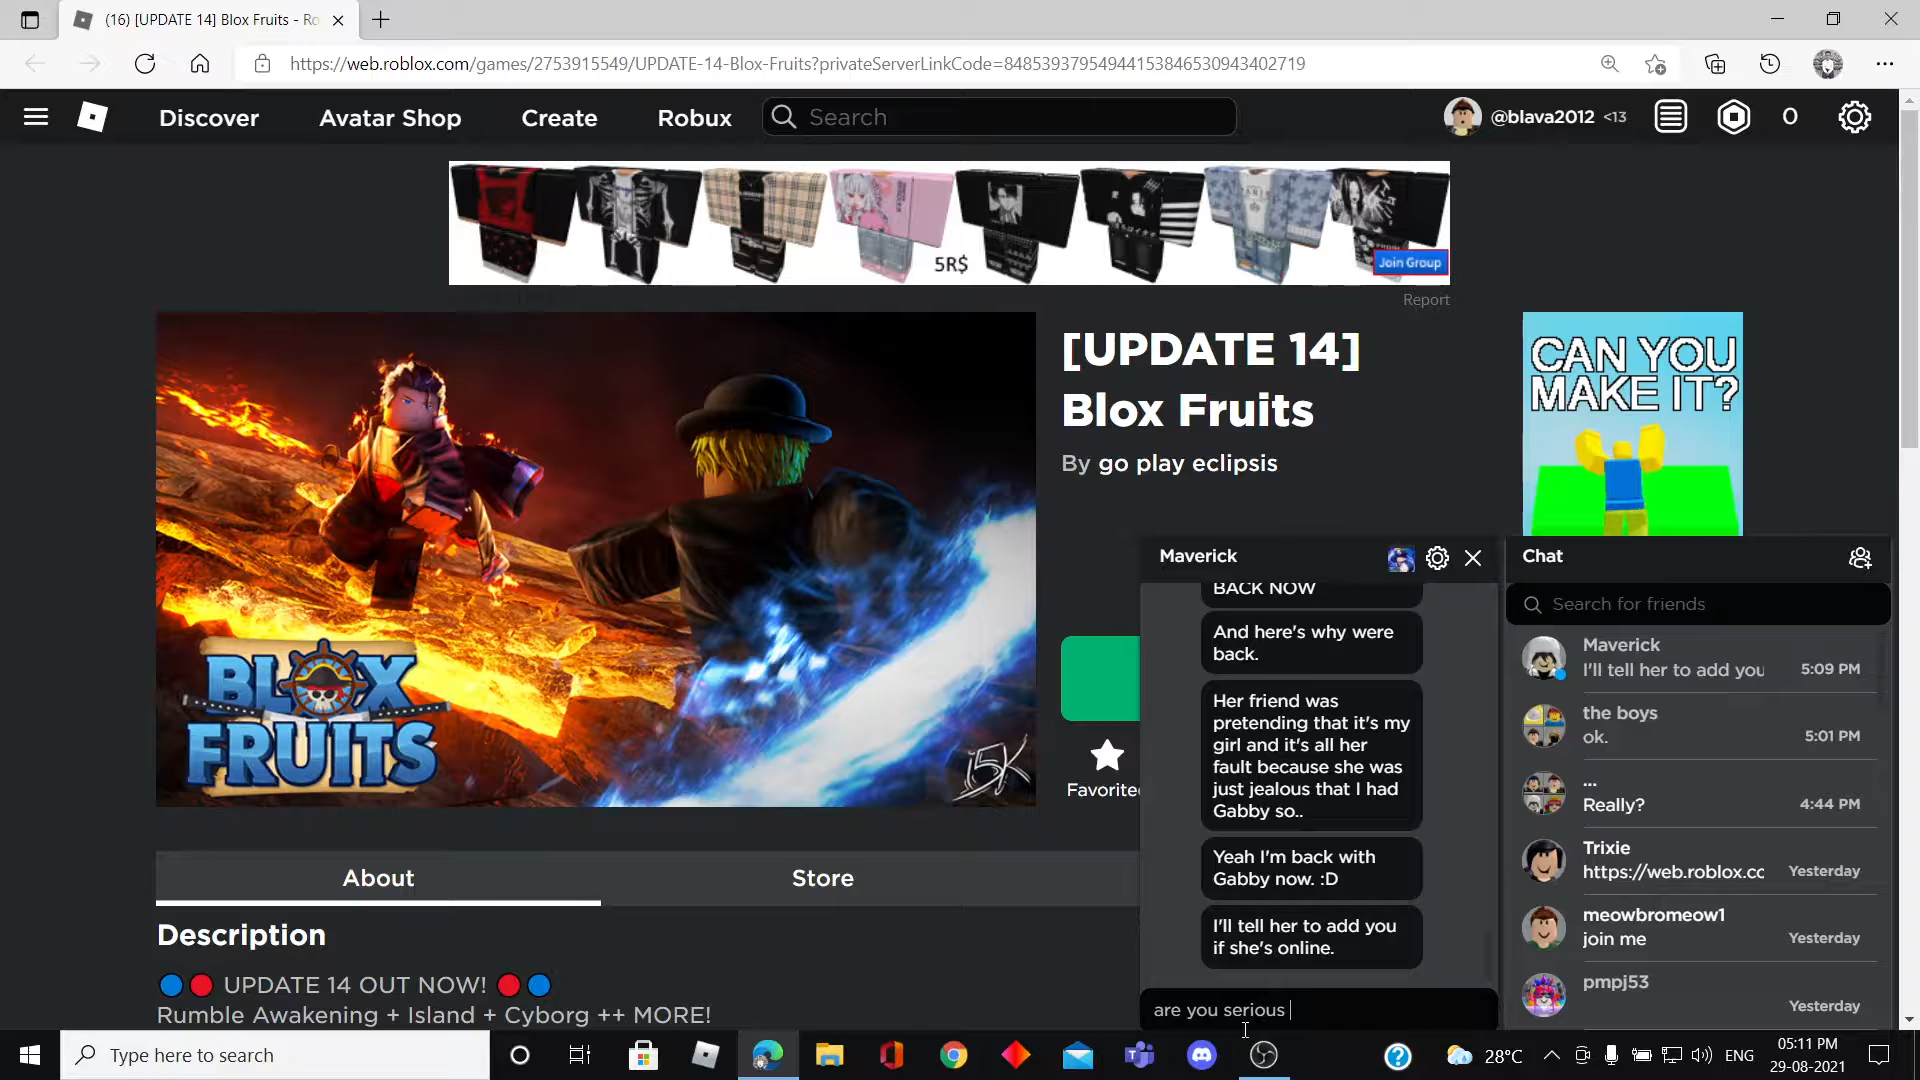 (16) [UPDATE 14] Blox Fruits - Ro
https://web.roblox.com/games/2753915549/UPDATE-14-Blox-Fruits?privateServerLinkCode=84853937954944153846530943402719
Discover
Avatar Shop
Create
Robux
Search
@blava2012 <13
0
5R$
Join Group
Report
BLOX
FRUITS
15K
[UPDATE 14]
Blox Fruits
By go play eclipsis
CAN YOU
MAKE IT?
Favorite
About
Store
Description
UPDATE 14 OUT NOW!
Rumble Awakening + Island + Cyborg ++ MORE!
Maverick
BACK NOW
And here's why were
back.
Her friend was
pretending that it's my
girl and it's all her
fault because she was
just jealous that I had
Gabby so..
Yeah I'm back with
Gabby now. :D
I'll tell her to add you
if she's online.
are you serious
Chat
Search for friends
Maverick
I'll tell her to add you
5:09 PM
the boys
ok.
5:01 PM
...
Really?
4:44 PM
Trixie
https://web.roblox.cc
Yesterday
meowbromeow1
join me
Yesterday
pmpj53
Yesterday
Type here to search
28°C
ENG
05:11 PM
29-08-2021